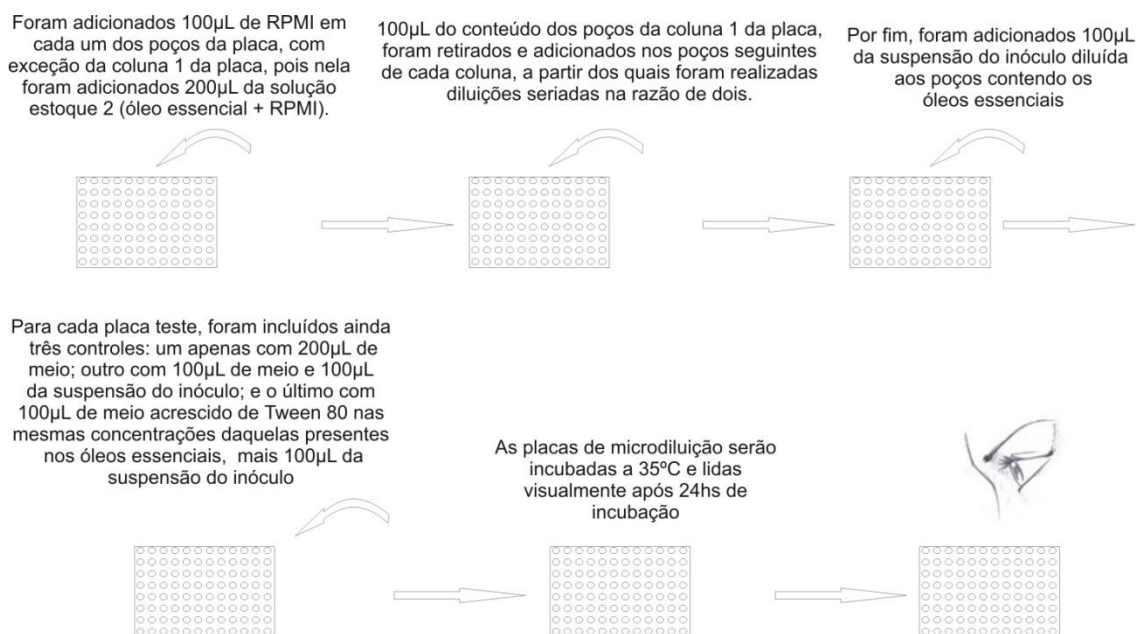 Foram adicionados 100µL de RPMI em
cada um dos poços da placa, com
exceção da coluna 1 da placa, pois nela
foram adicionados 200µL da solução
estoque 2 (óleo essencial + RPMI).
100µL do conteúdo dos poços da coluna 1 da placa,
foram retirados e adicionados nos poços seguintes
de cada coluna, a partir dos quais foram realizadas
diluições seriadas na razão de dois.
Por fim, foram adicionados 100µL
da suspensão do inóculo diluída
aos poços contendo os
óleos essenciais
Para cada placa teste, foram incluídos ainda
três controles: um apenas com 200µL de
meio; outro com 100µL de meio e 100µL
da suspensão do inóculo; e o último com
100µL de meio acrescido de Tween 80 nas
mesmas concentrações daquelas presentes
nos óleos essenciais, mais 100µL da
suspensão do inóculo
As placas de microdiluição serão
incubadas a 35ºC e lidas
visualmente após 24hs de
incubação